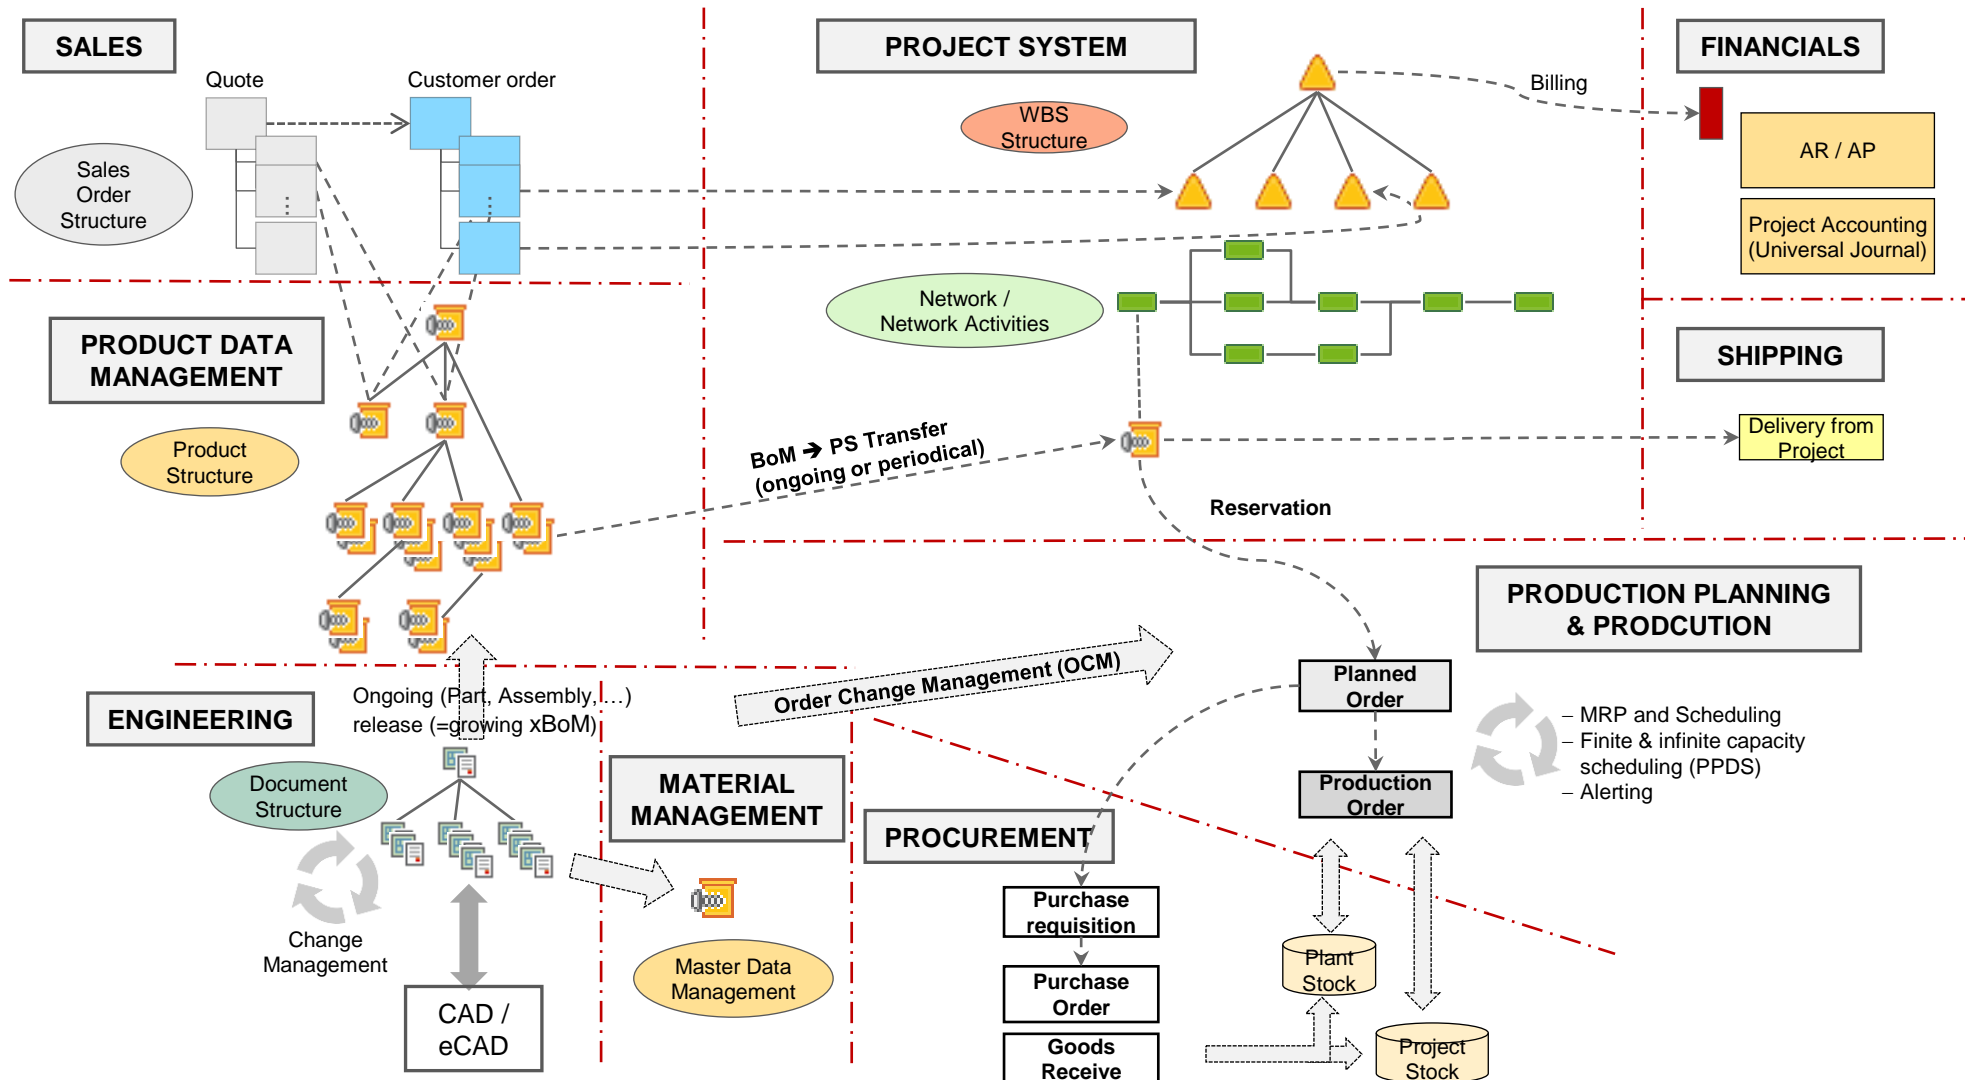 SALES
Quote
Customer order
Sales
Order
Structure
⋮
⋮
PROJECT SYSTEM
WBS
Structure
Billing
FINANCIALS
AR / AP
Project Accounting
(Universal Journal)
Network /
Network Activities
PRODUCT DATA
MANAGEMENT
Product
Structure
BoM ➔ PS Transfer
(ongoing or periodical)
SHIPPING
Delivery from
Project
Reservation
PRODUCTION PLANNING
& PRODCUTION
Planned
Order
Production
Order
– MRP and Scheduling
– Finite & infinite capacity
scheduling (PPDS)
– Alerting
Order Change Management (OCM)
Ongoing (Part, Assembly,…)
release (=growing xBoM)
ENGINEERING
Document
Structure
Change
Management
CAD /
eCAD
MATERIAL
MANAGEMENT
Master Data
Management
PROCUREMENT
Purchase
requisition
Purchase
Order
Goods
Receive
Plant
Stock
Project
Stock